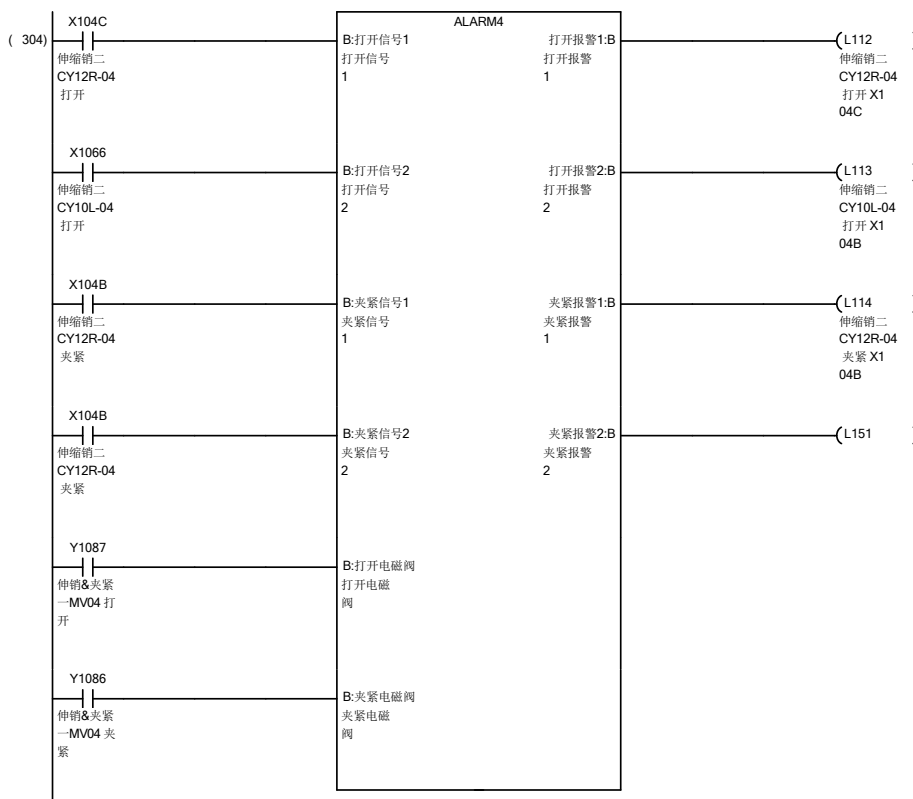 X104C
ALARM4
( 304)
B:打开信号1
打开报警1:B
L112
伸缩销二
CY12R-04
打开
打开信号
1
打开报警
1
伸缩销二
CY12R-04
打开 X1
04C
X1066
B:打开信号2
打开报警2:B
L113
伸缩销二
CY10L-04
打开
打开信号
2
打开报警
2
伸缩销二
CY10L-04
打开 X1
04B
X104B
B:夹紧信号1
夹紧报警1:B
L114
伸缩销二
CY12R-04
夹紧
夹紧信号
1
夹紧报警
1
伸缩销二
CY12R-04
夹紧 X1
04B
X104B
B:夹紧信号2
夹紧报警2:B
L151
伸缩销二
CY12R-04
夹紧
夹紧信号
2
夹紧报警
2
Y1087
B:打开电磁阀
伸销&夹紧
一MV04 打
开
打开电磁
阀
Y1086
B:夹紧电磁阀
伸销&夹紧
一MV04 夹
紧
夹紧电磁
阀